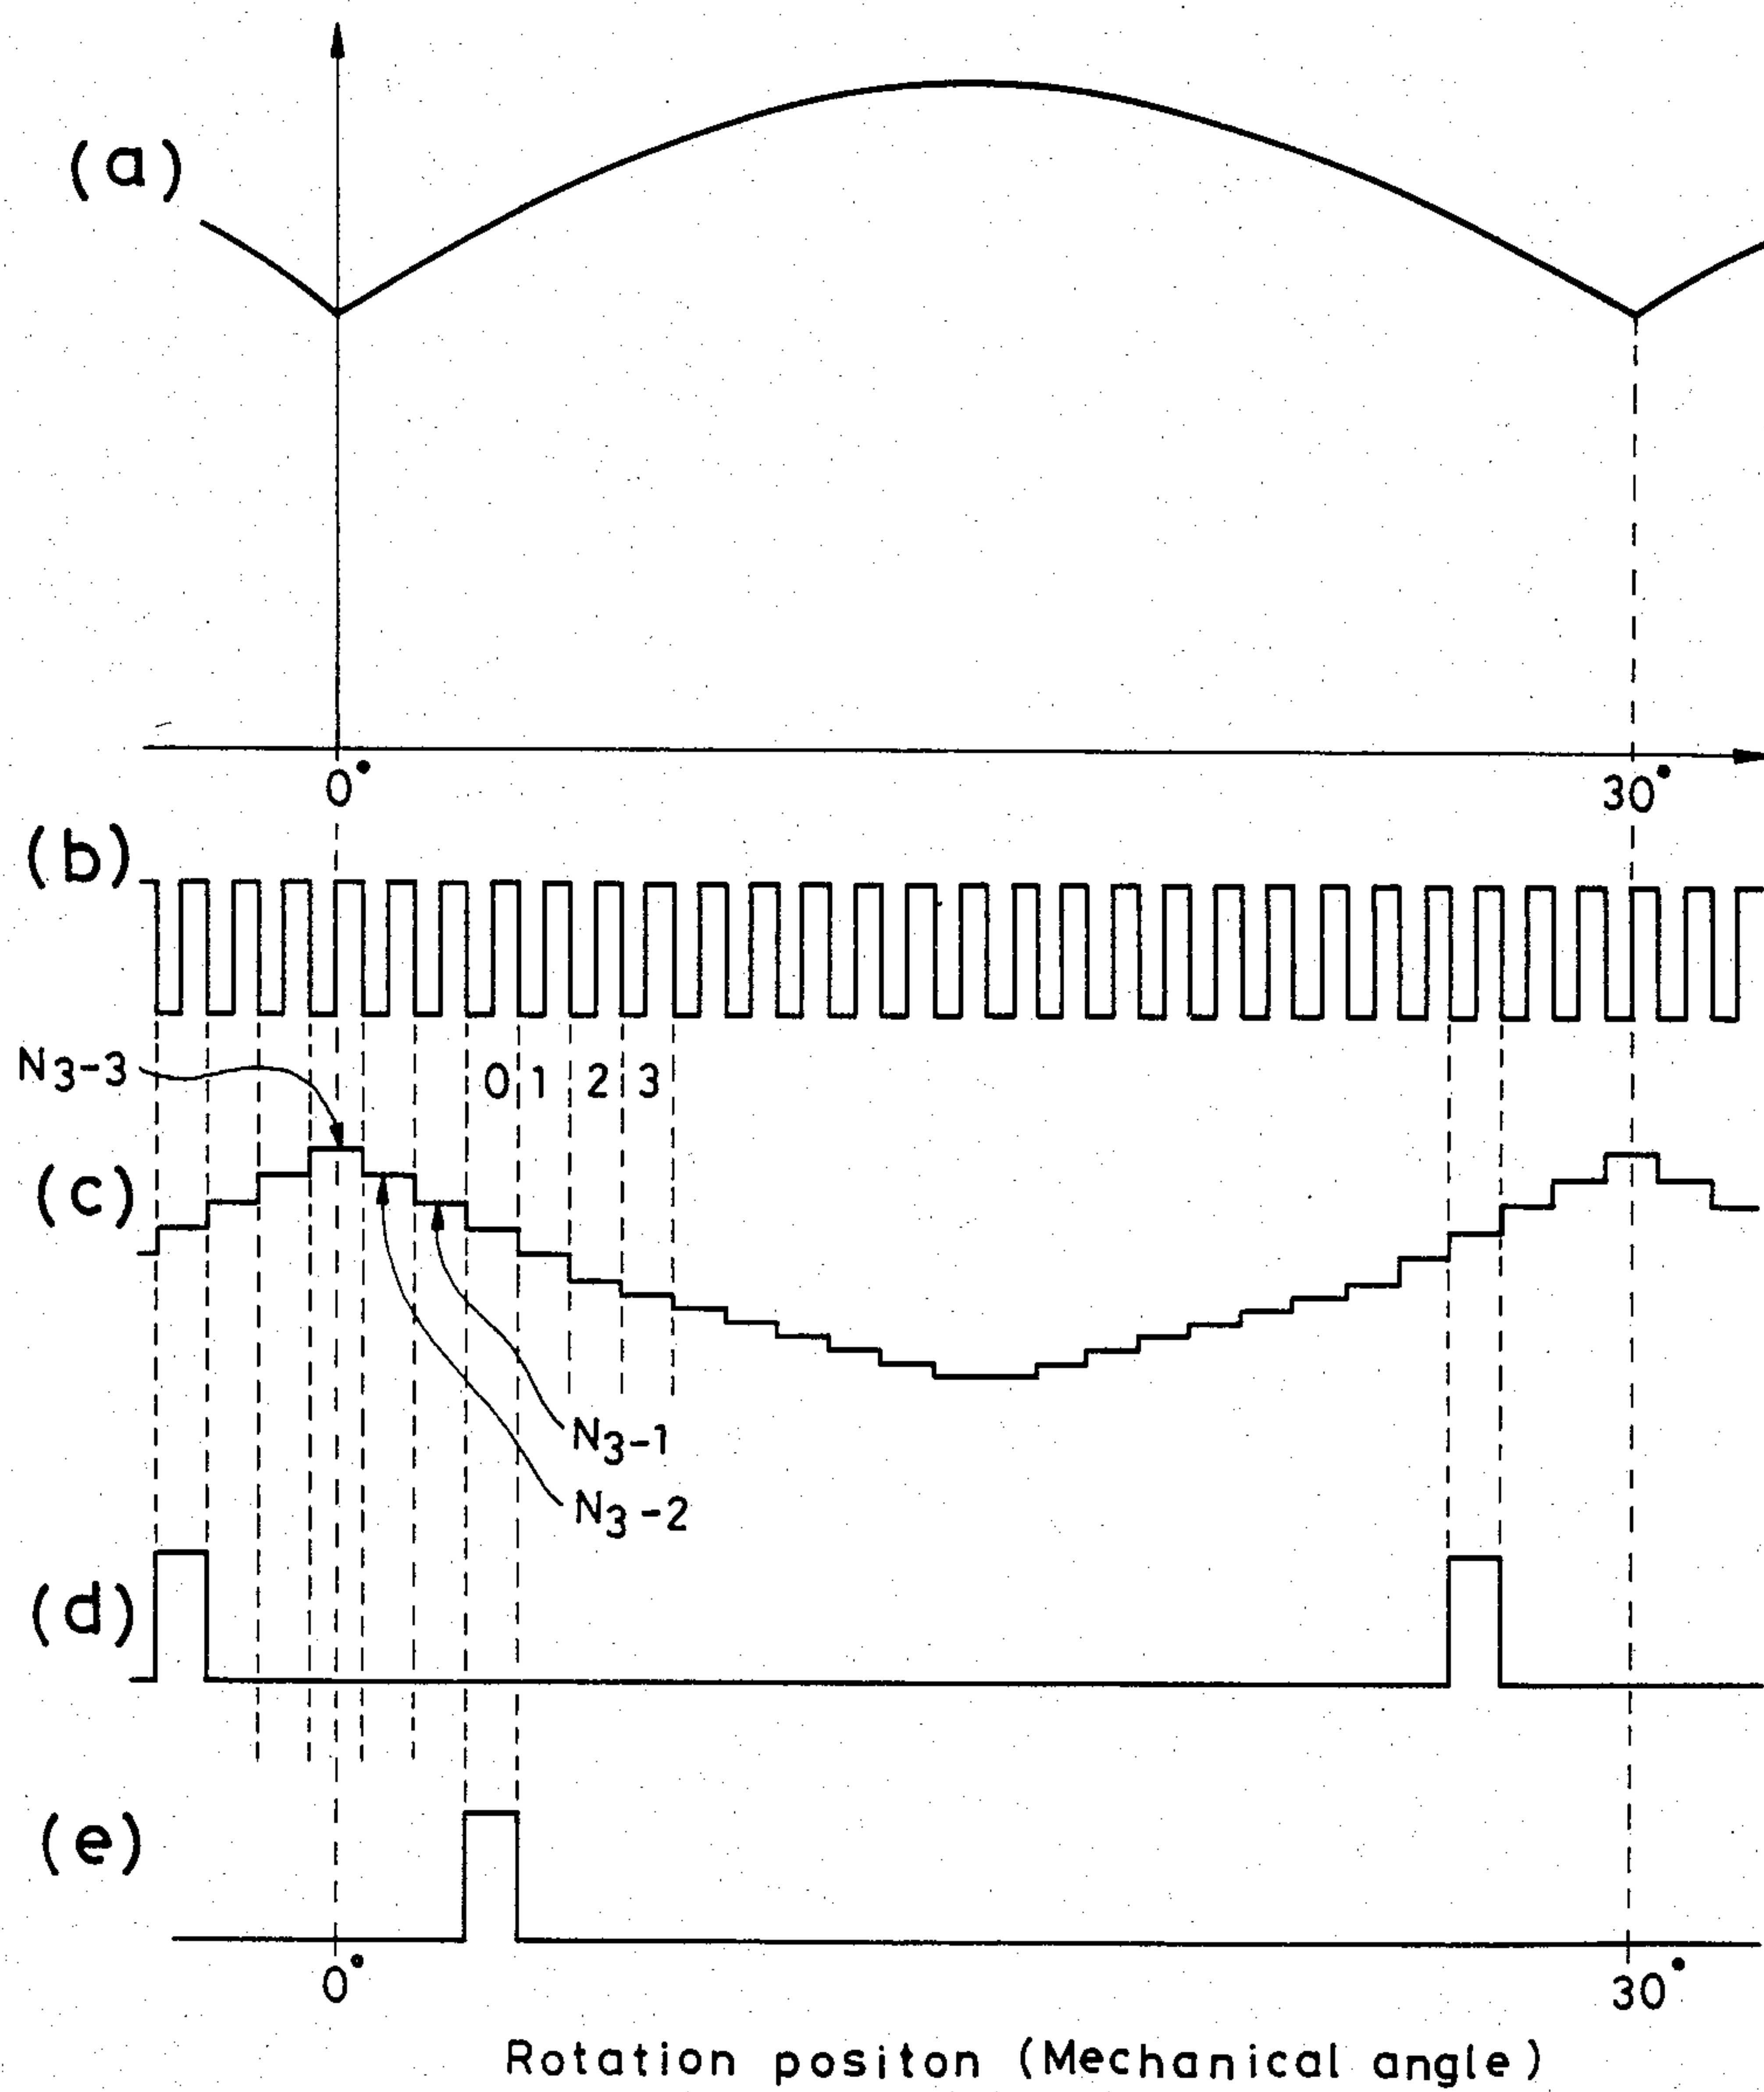 (a)
0°
30°
(b)
N3-3
0 1 2 3
(c)
N3-1
N3-2
(d)
(e)
0°
30°
Rotation positon (Mechanical angle)